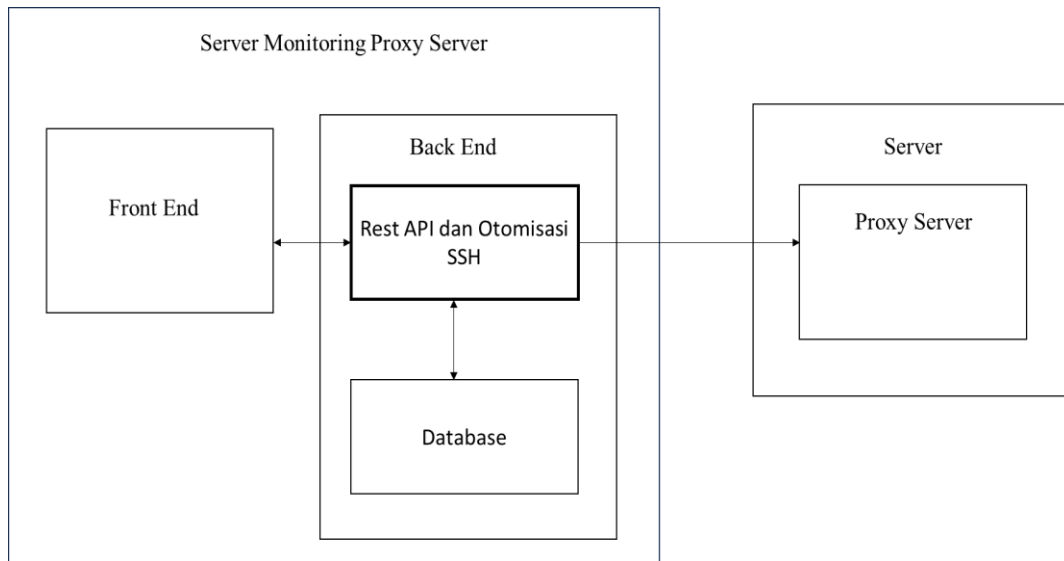 Server Monitoring Proxy Server
Front End
Back End
Rest API dan Otomisasi
SSH
Database
Server
Proxy Server